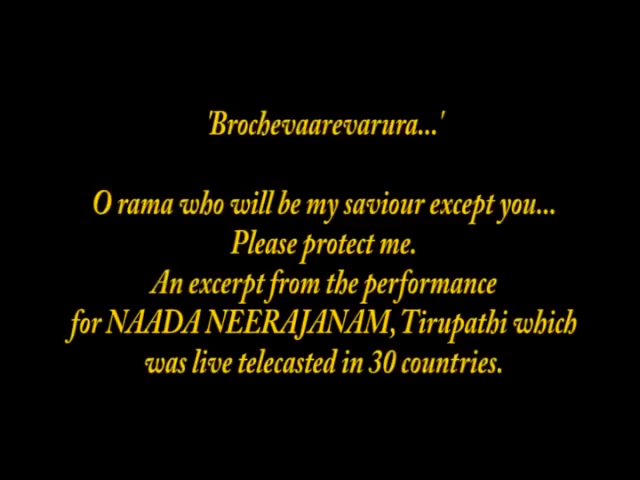 'Brochevaarevarura...'
O rama who will be my saviour except you...
Please protect me.
An excerpt from the performance
for NAADA NEERAJANAM, Tirupathi which
was live telecasted in 30 countries.